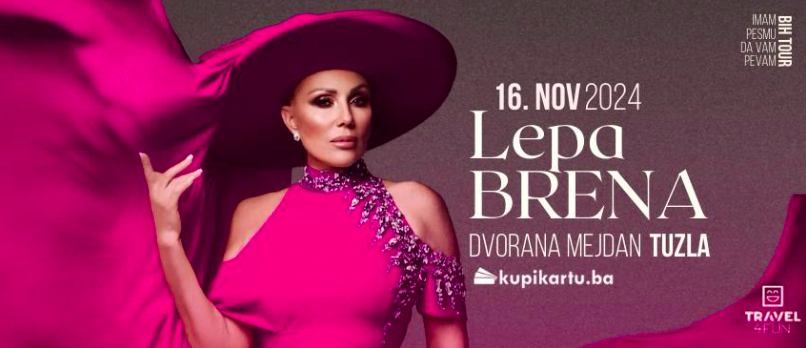 IMAM
PESMU
DA VAM
PEVAM
BIH TOUR
16. NOV 2024
Lepa
BRENA
DVORANA MEJDAN TUZLA
kupikartu.ba
TRAVEL
4FUN